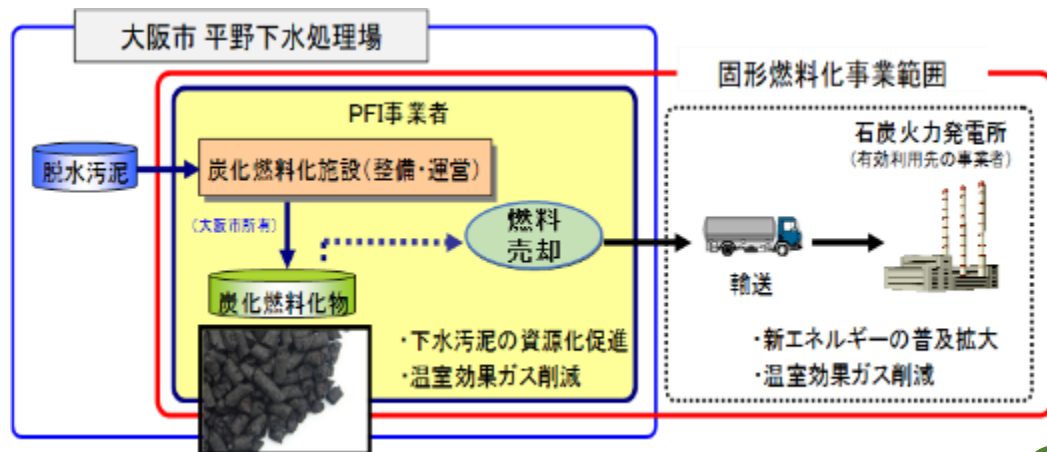 大阪市 平野下水処理場
固形燃料化事業範囲
PFI事業者
脱水汚泥
炭化燃料化施設(整備・運営)
(大阪市所有)
燃料
売却
炭化燃料化物
・下水汚泥の資源化促進
・温室効果ガス削減
石炭火力発電所
(有効利用先の事業者)
輸送
・新エネルギーの普及拡大
・温室効果ガス削減